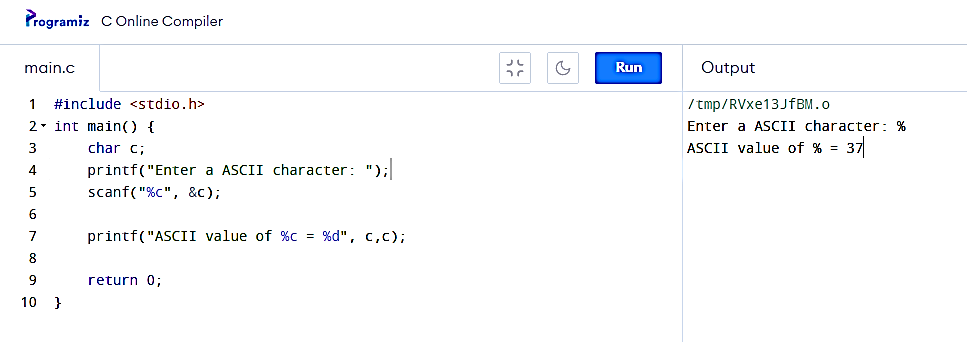 Programiz C Online Compiler
main.c Run Output
1 #include <stdio.h>
2 int main() {
3     char c;
4     printf("Enter a ASCII character: ");
5     scanf("%c", &c);
6
7     printf("ASCII value of %c = %d", c,c);
8
9     return 0;
10 }
/tmp/RVxe13JfBM.o
Enter a ASCII character: %
ASCII value of % = 37